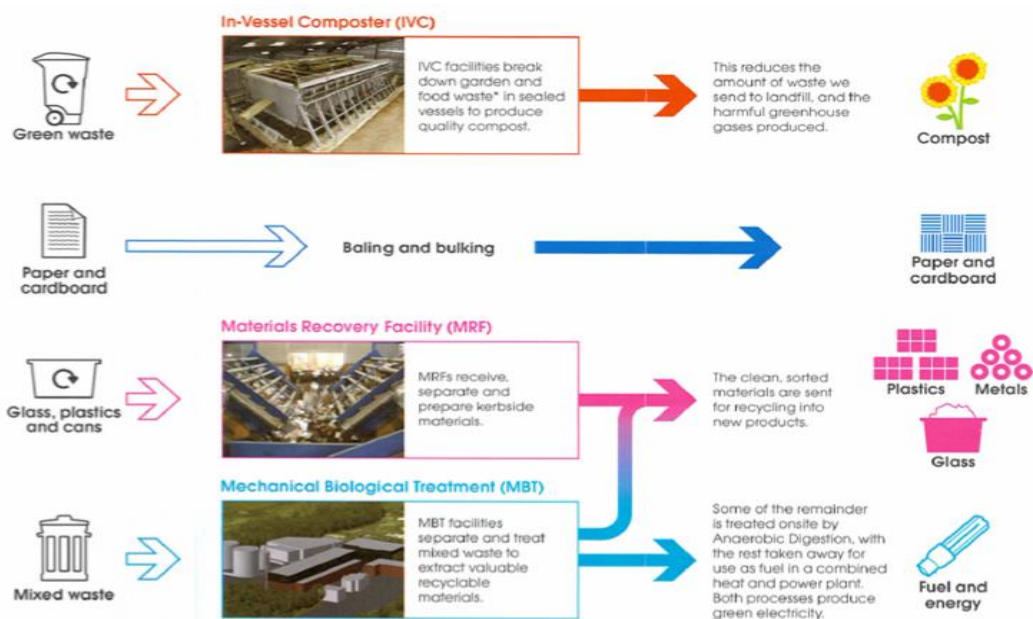 In-Vessel Composter (IVC)
Green waste
IVC facilities break
down garden and
food waste* in sealed
vessels to produce
quality compost.
This reduces the
amount of waste we
send to landfill, and the
harmful greenhouse
gases produced.
Compost
Paper and
cardboard
Baling and bulking
Paper and
cardboard
Materials Recovery Facility (MRF)
Glass, plastics
and cans
MRFs receive,
separate and
prepare kerbside
materials.
The clean, sorted
materials are sent
for recycling into
new products.
Plastics
Metals
Glass
Mechanical Biological Treatment (MBT)
Mixed waste
MBT facilities
separate and treat
mixed waste to
extract valuable
recyclable
materials.
Some of the remainder
is treated onsite by
Anaerobic Digestion, with
the rest taken away for
use as fuel in a combined
heat and power plant.
Both processes produce
green electricity.
Fuel and
energy